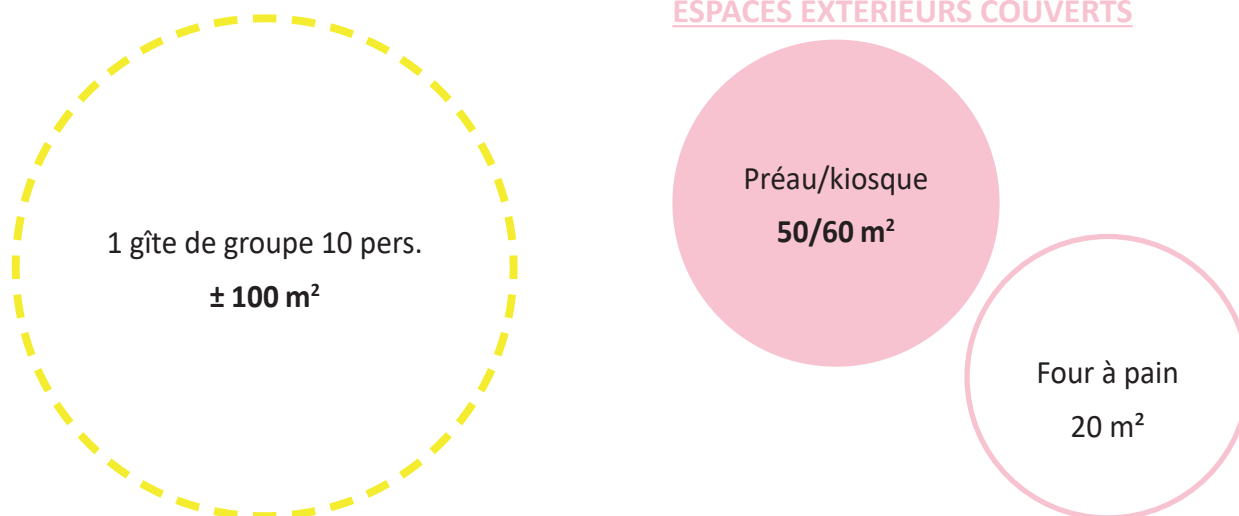 ESPACES EXTERIEURS COUVERTS
1 gîte de groupe 10 pers.
± 100 m²
Préau/kiosque
50/60 m²
Four à pain
20 m²